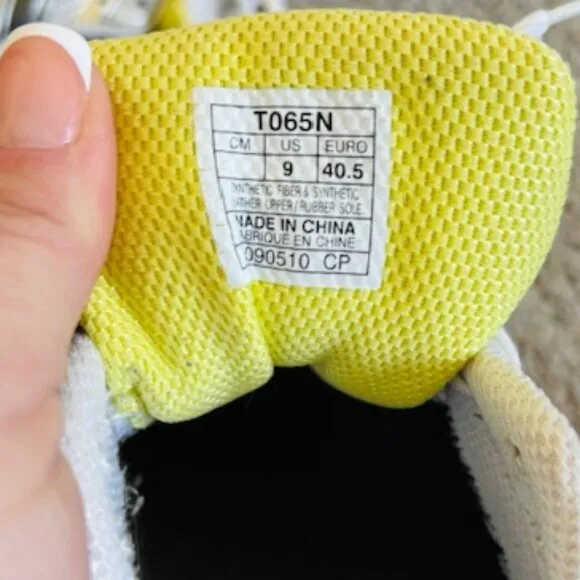 T065N
CM US EURO
9 40.5
SYNTHETIC FIBER & SYNTHETIC
LEATHER UPPER/RUBBER SOLE
MADE IN CHINA
FABRIQUE EN CHINE
090510 CP